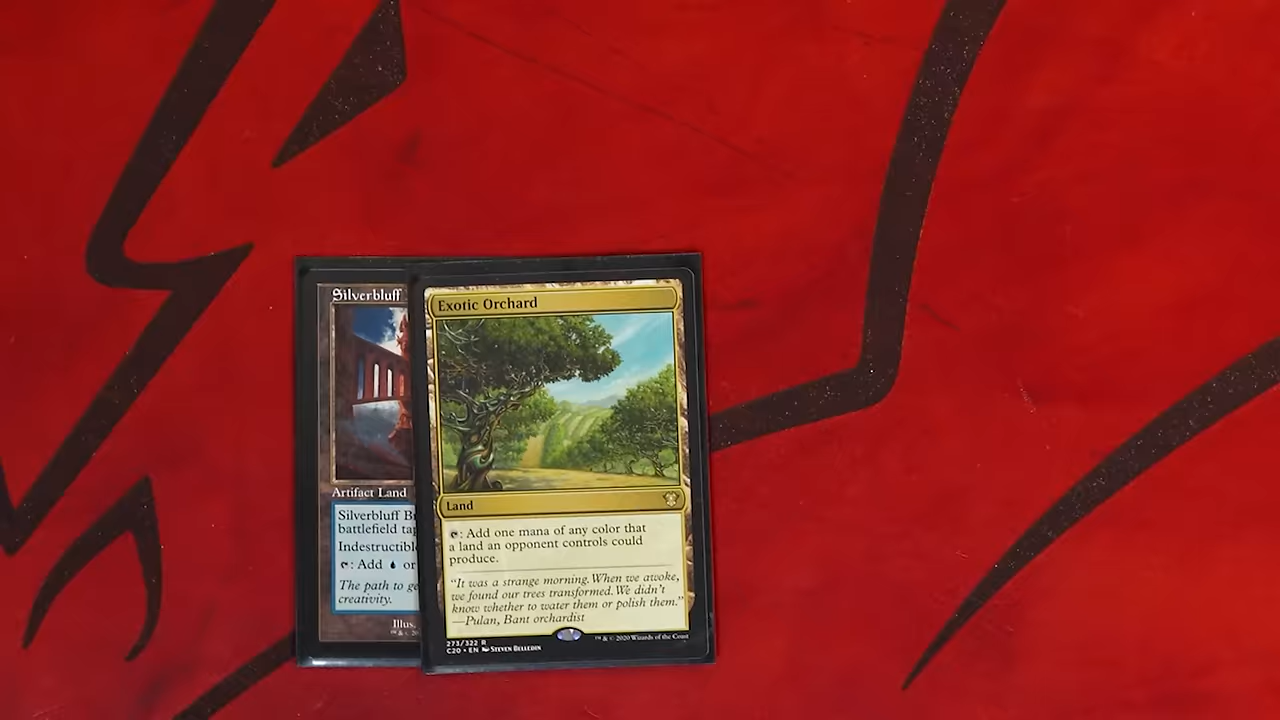 Silverbluff
Artifact Land
Silverbluff
battlefield
Indestructible
: Add or
The path to
creativity.
Illus.
™ & © 20
Exotic Orchard
Land
: Add one mana of any color that
a land an opponent controls could
produce.
"It was a strange morning. When we awoke,
we found our trees transformed. We didn't
know whether to water them or polish them."
—Pulan, Bant orchardist
273/322 R
C20 • EN Steven Belledin
™ & © 2020 Wizards of the Coast